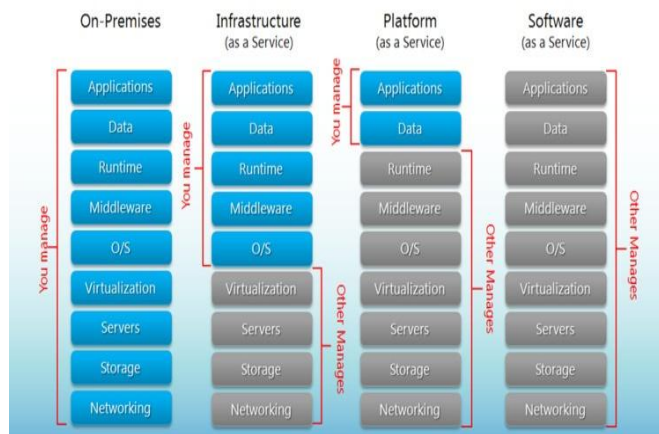 On-Premises
You manage
Applications
Data
Runtime
Middleware
O/S
Virtualization
Servers
Storage
Networking
Infrastructure
(as a Service)
You manage
Applications
Data
Runtime
Middleware
O/S
Virtualization
Servers
Storage
Networking
Other Manages
Platform
(as a Service)
You manage
Applications
Data
Runtime
Middleware
O/S
Virtualization
Servers
Storage
Networking
Other Manages
Software
(as a Service)
Applications
Data
Runtime
Middleware
O/S
Virtualization
Servers
Storage
Networking
Other Manages